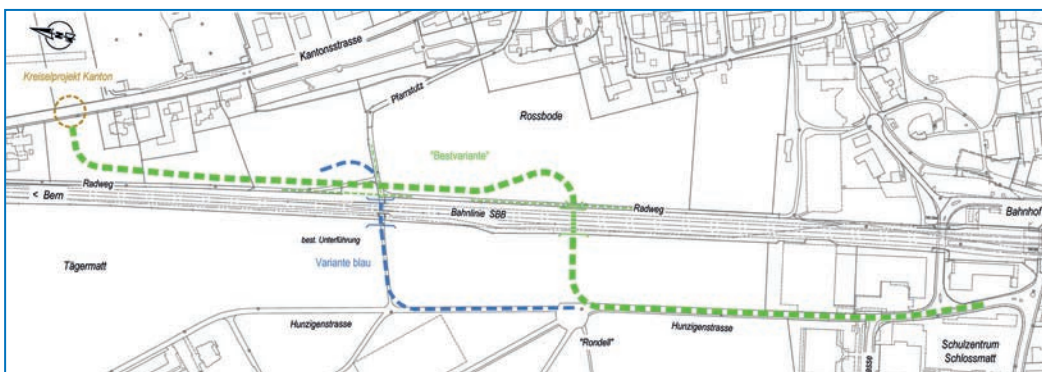 Kantonsstrasse
Kreiselprojekt Kanton
Pfarrstutz
Rossbode
"Bestvariante"
Radweg
< Bern
Radweg
Bahnlinie SBB
Bahnhof
best. Unterführung
Variante blau
Tägermatt
Hunzigenstrasse
Hunzigenstrasse
"Rondell"
Schulzentrum
Schlossmatt